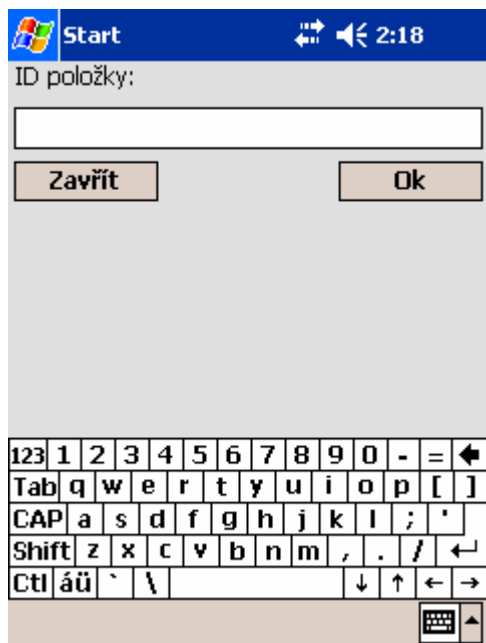 Start 2:18
ID položky:
Zavřít Ok
123 1 2 3 4 5 6 7 8 9 0 - =
Tab q w e r t y u i o p [ ]
CAP a s d f g h j k l ; '
Shift z x c v b n m , . /
Ctl áü ` \